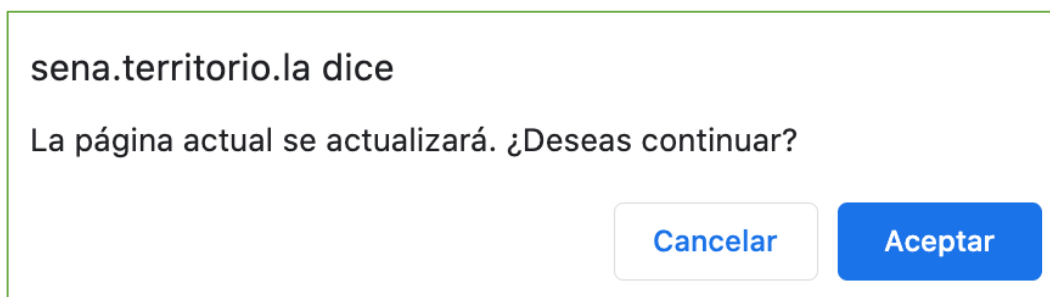 sena.territorio.la dice
La página actual se actualizará. ¿Deseas continuar?
Cancelar Aceptar